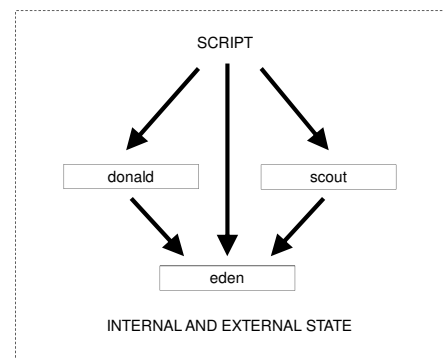 SCRIPT
donald
scout
eden
INTERNAL AND EXTERNAL STATE